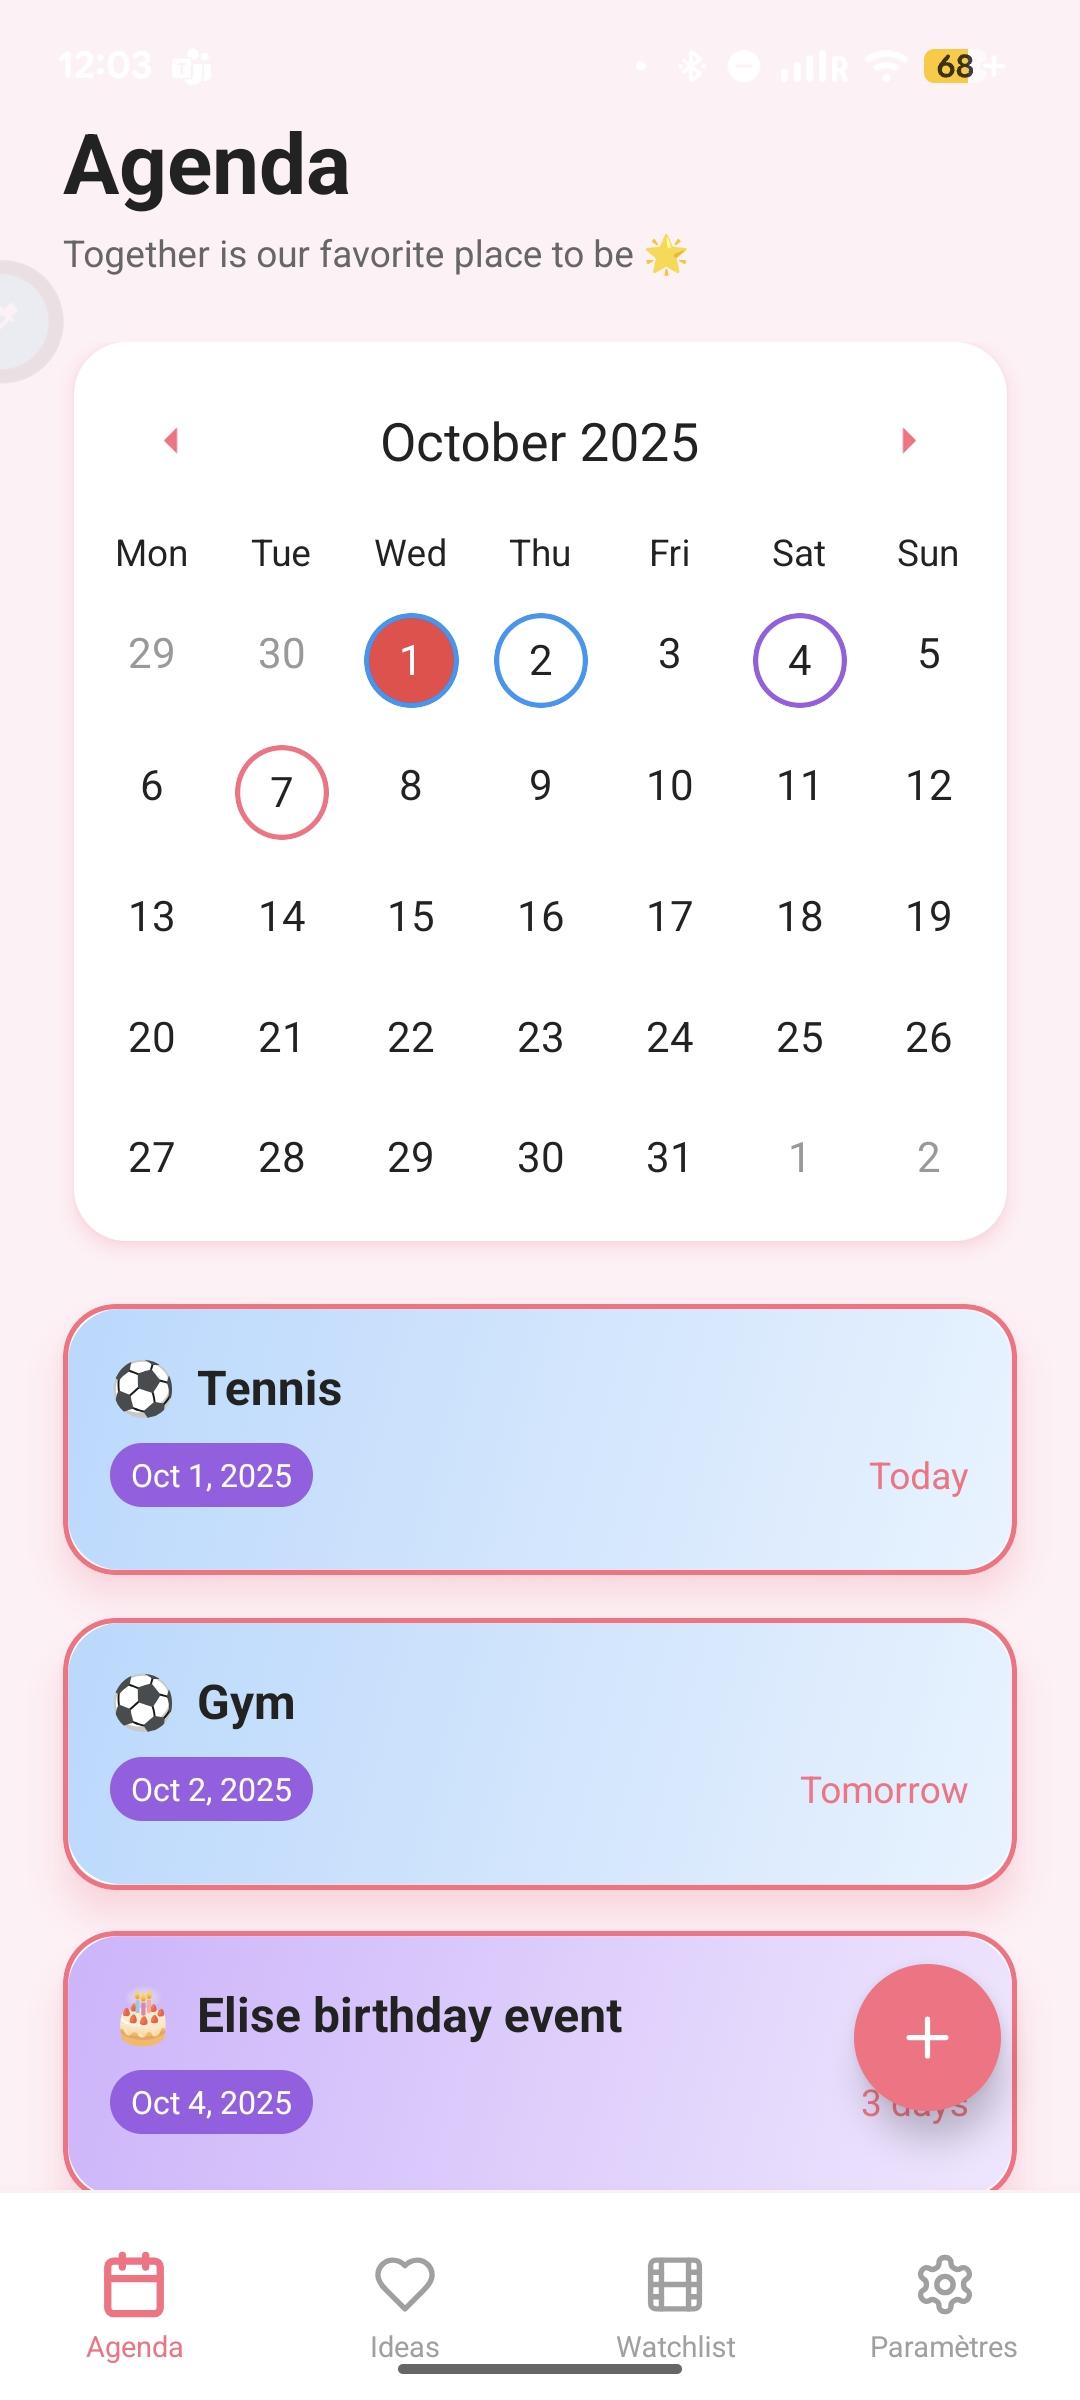 12:03 68+
Agenda
Together is our favorite place to be 🌟
October 2025
Mon Tue Wed Thu Fri Sat Sun
29 30 1 2 3 4 5
6 7 8 9 10 11 12
13 14 15 16 17 18 19
20 21 22 23 24 25 26
27 28 29 30 31 1 2
⚽ Tennis
Oct 1, 2025 Today
⚽ Gym
Oct 2, 2025 Tomorrow
🎂 Elise birthday event
Oct 4, 2025 3 days
Agenda Ideas Watchlist Paramètres